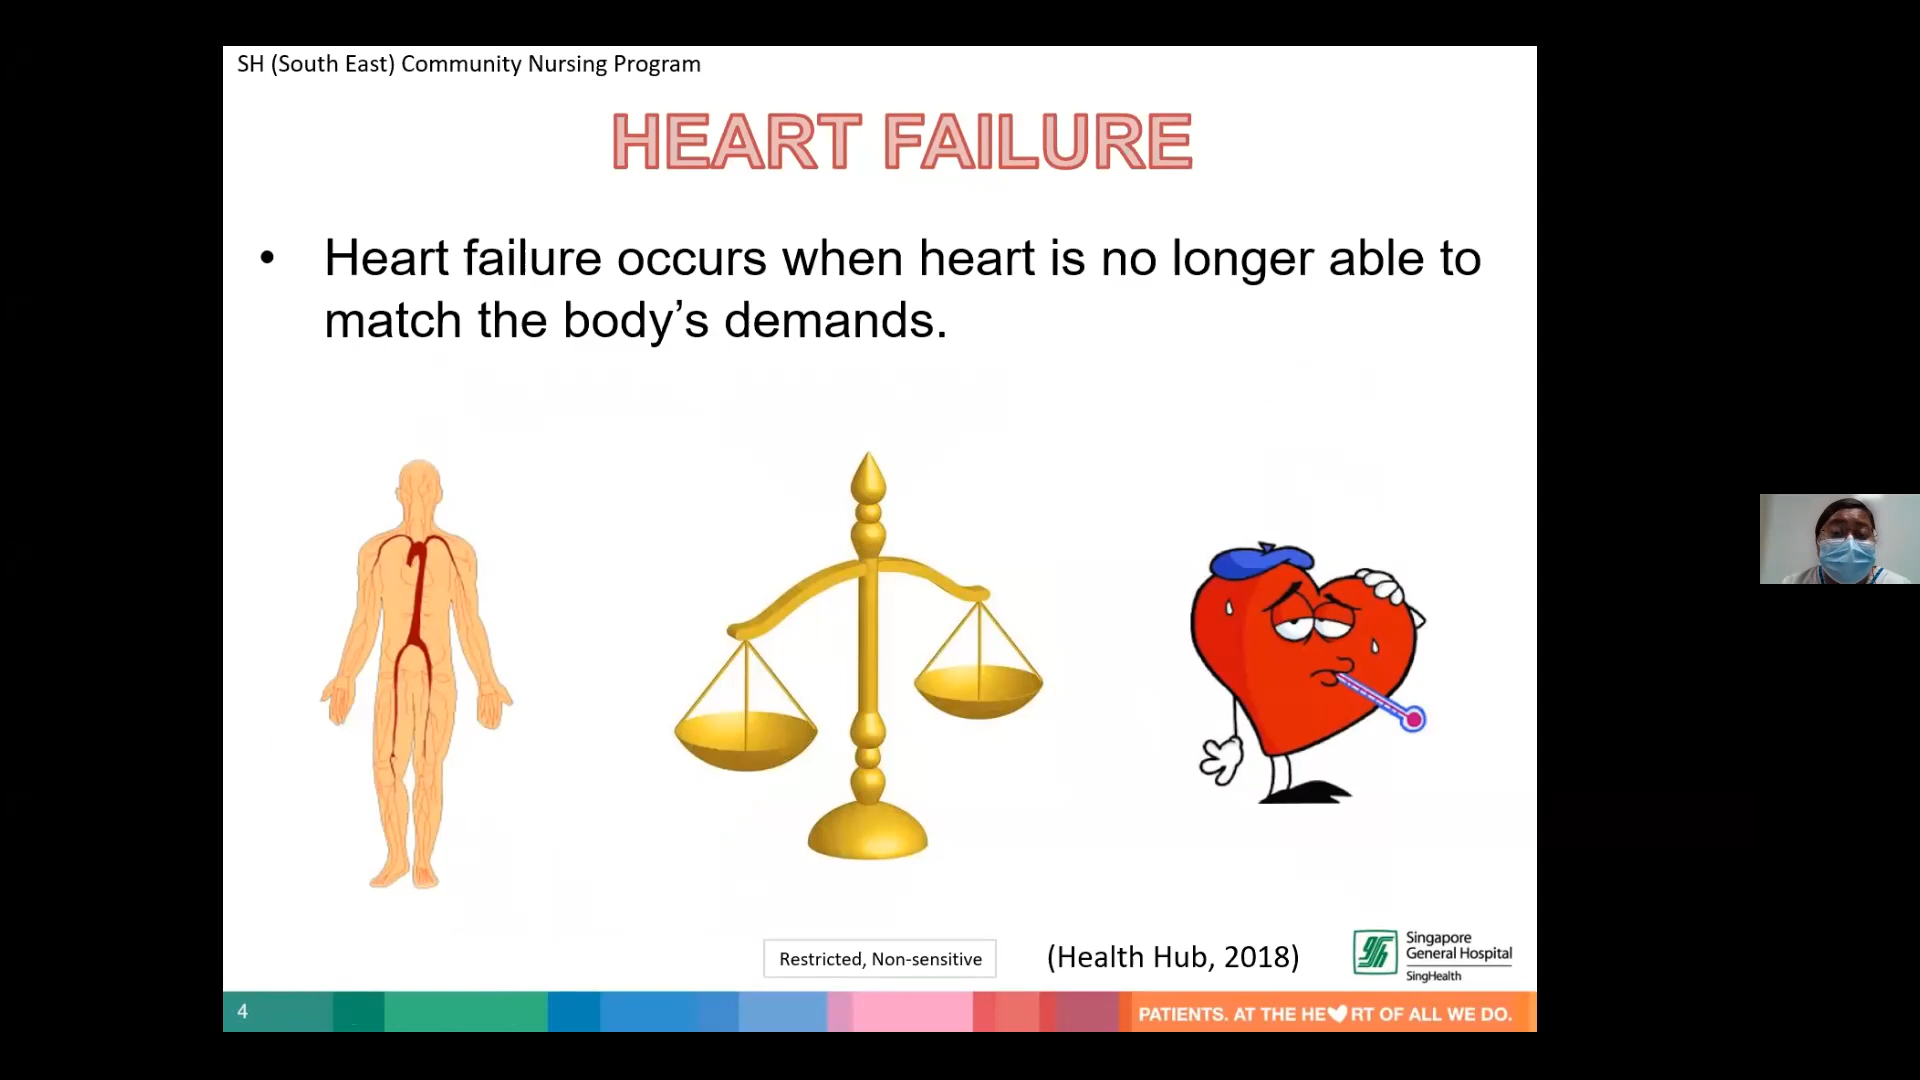 SH (South East) Community Nursing Program
HEART FAILURE
• Heart failure occurs when heart is no longer able to
match the body’s demands.
Restricted, Non-sensitive
(Health Hub, 2018)
Singapore
General Hospital
SingHealth
4
PATIENTS. AT THE HE♥RT OF ALL WE DO.